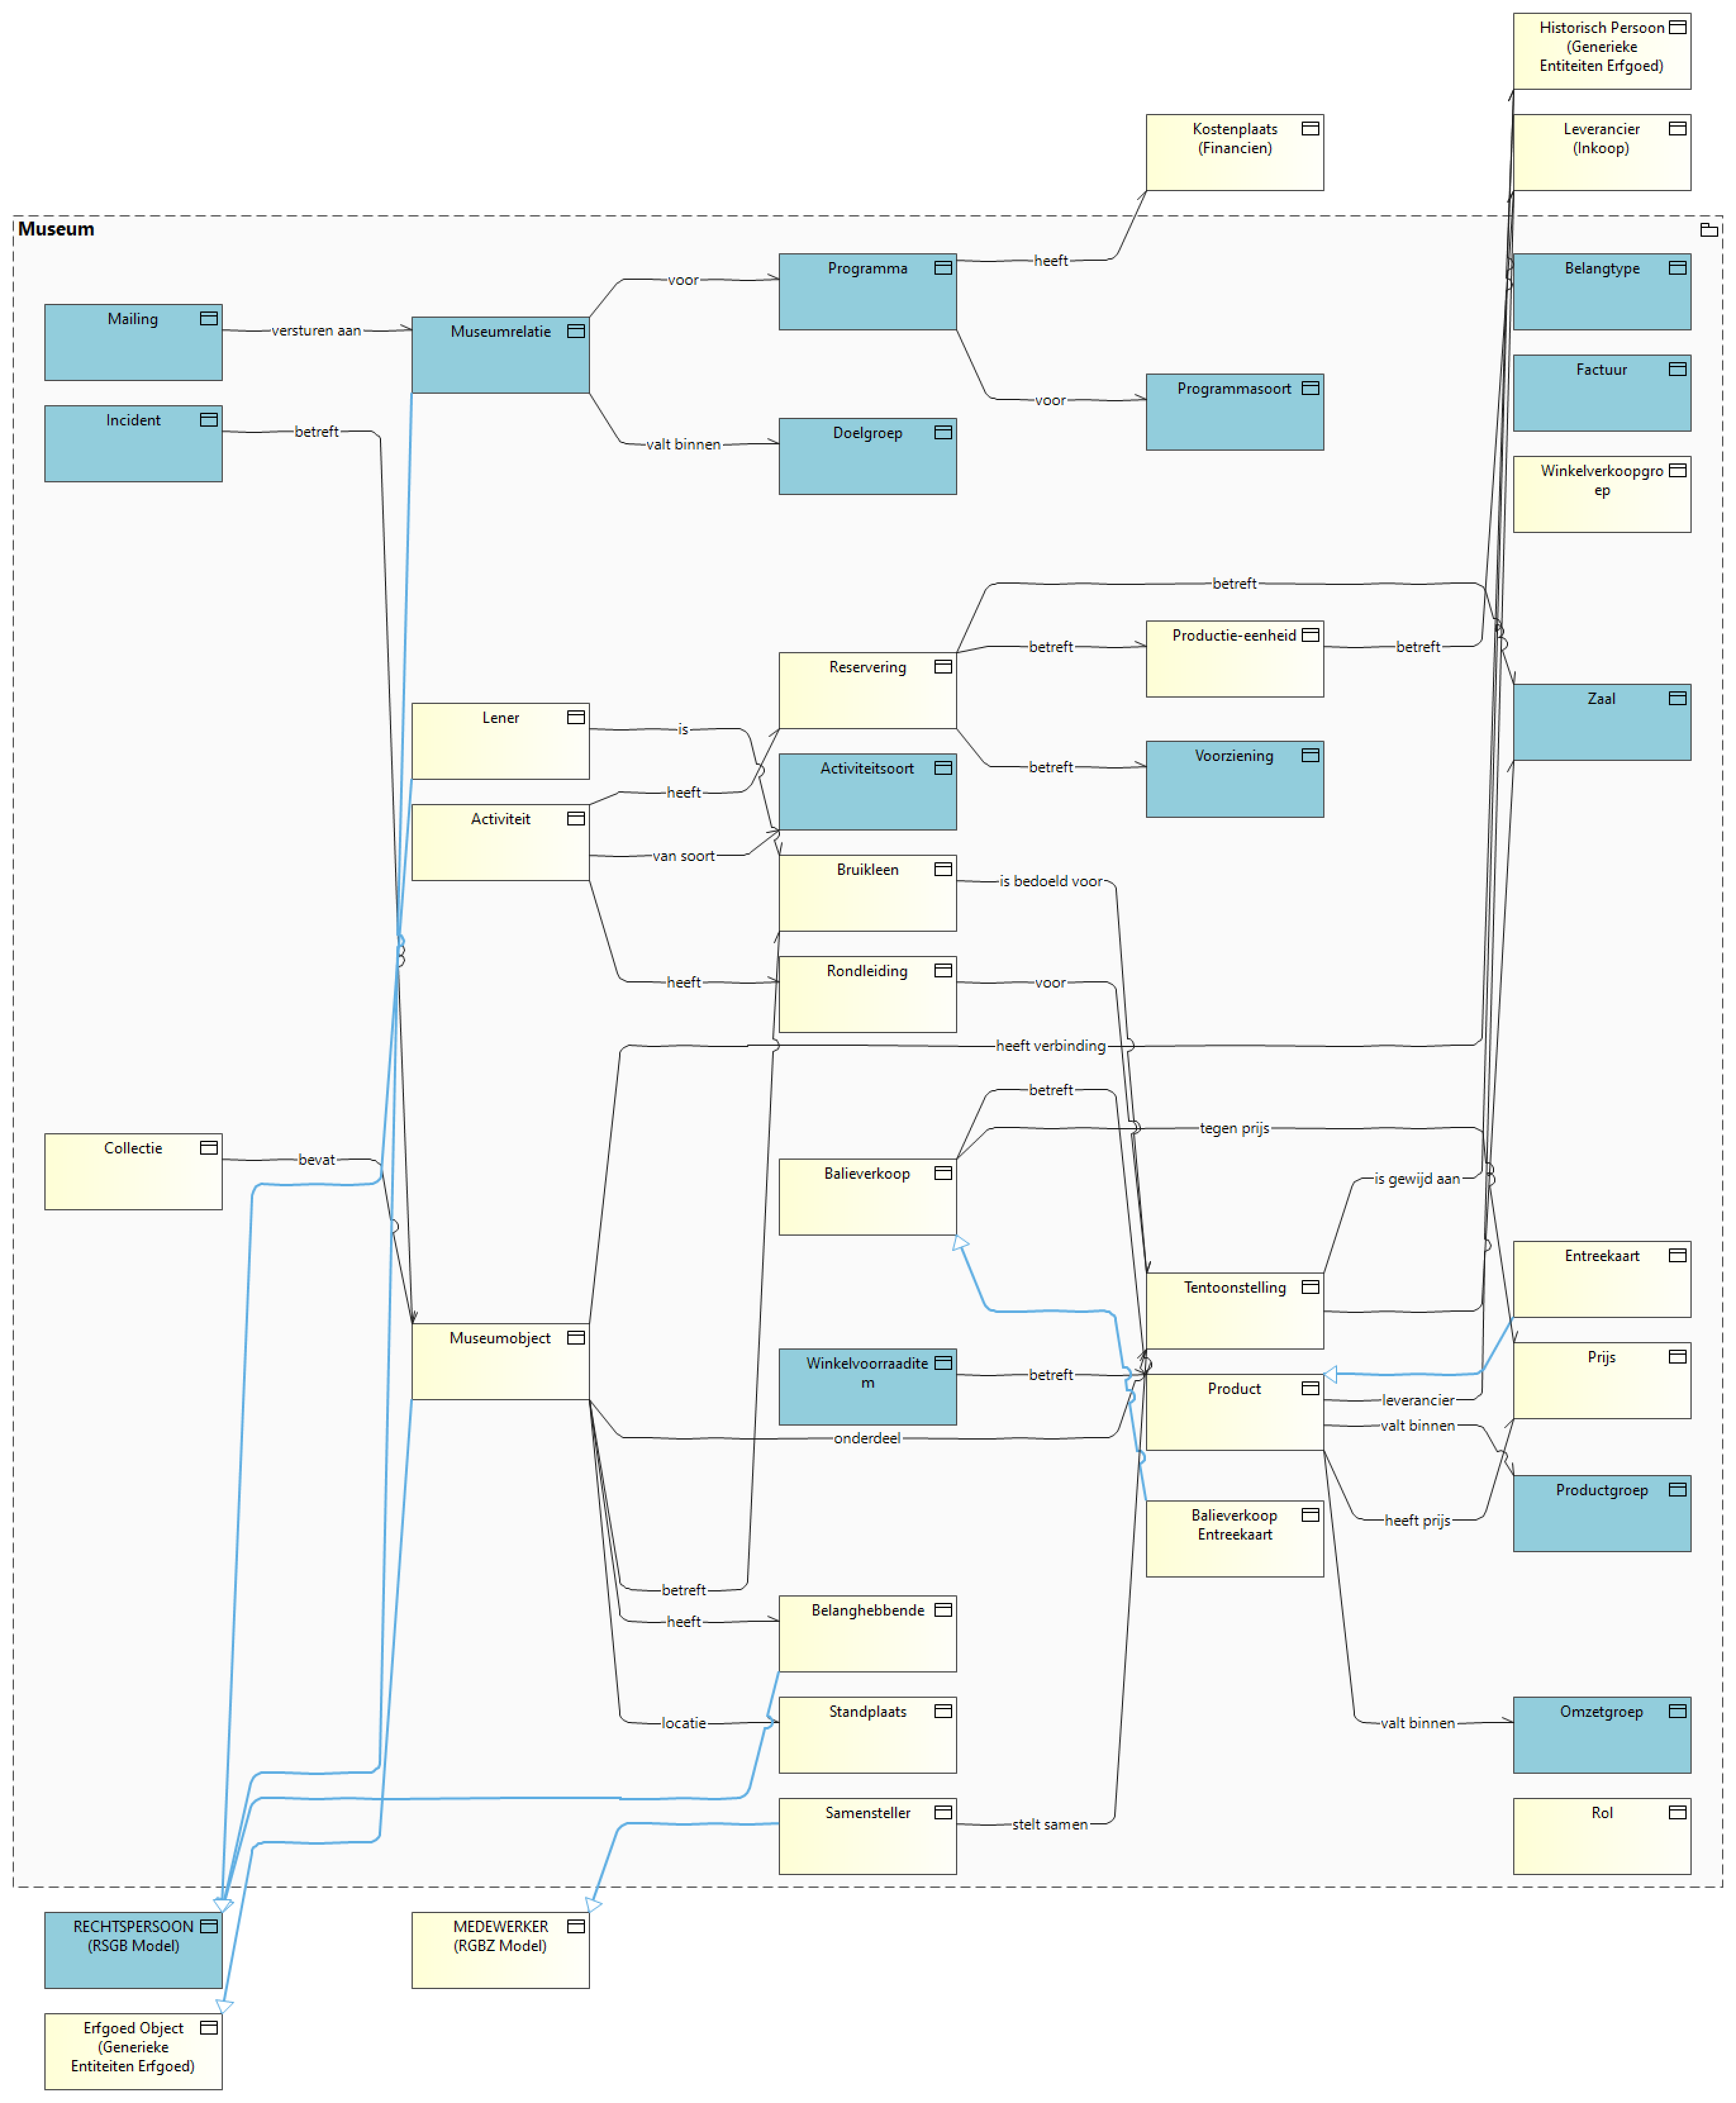 Historisch Persoon
(Generieke
Entiteiten Erfgoed)
Kostenplaats
(Financien)
Leverancier
(Inkoop)
Museum
Programma
heeft
Belangtype
voor
Mailing
versturen aan
Museumrelatie
Factuur
Programmasoort
voor
Incident
betreft
Doelgroep
valt binnen
Winkelverkoopgro
ep
betreft
Productie-eenheid
betreft
betreft
Reservering
Zaal
Lener
is
Voorziening
betreft
Activiteitsoort
heeft
Activiteit
van soort
Bruikleen
is bedoeld voor
Rondleiding
heeft
voor
heeft verbinding
betreft
tegen prijs
Collectie
bevat
Balieverkoop
is gewijd aan
Entreekaart
Tentoonstelling
Museumobject
Prijs
Winkelvoorraadite
m
betreft
Product
leverancier
valt binnen
onderdeel
Productgroep
Balieverkoop
Entreekaart
heeft prijs
betreft
Belanghebbende
heeft
Standplaats
locatie
Omzetgroep
valt binnen
Samensteller
stelt samen
Rol
RECHTSPERSOON
(RSGB Model)
MEDEWERKER
(RGBZ Model)
Erfgoed Object
(Generieke
Entiteiten Erfgoed)